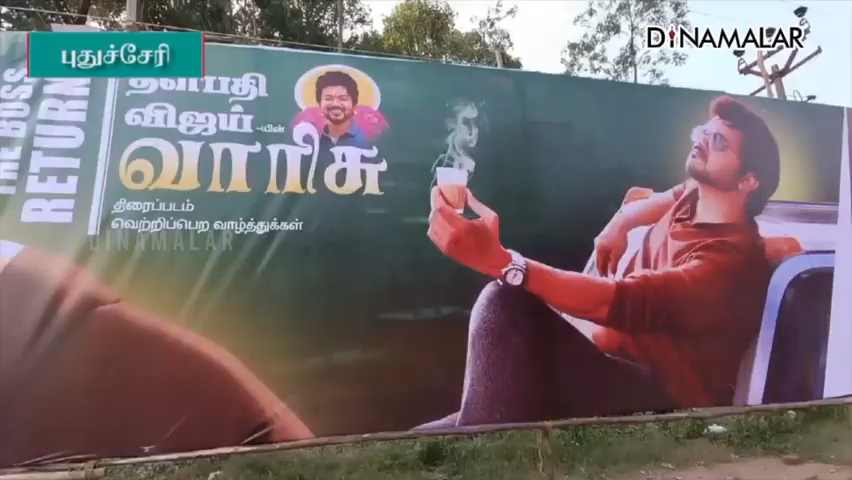 புதுச்சேரி
DINAMALAR
THE BOSS
RETURNS
தளபதி
விஜய் -யின்
வாரிசு
திரைப்படம்
வெற்றிப்பெற வாழ்த்துக்கள்
DINAMALAR